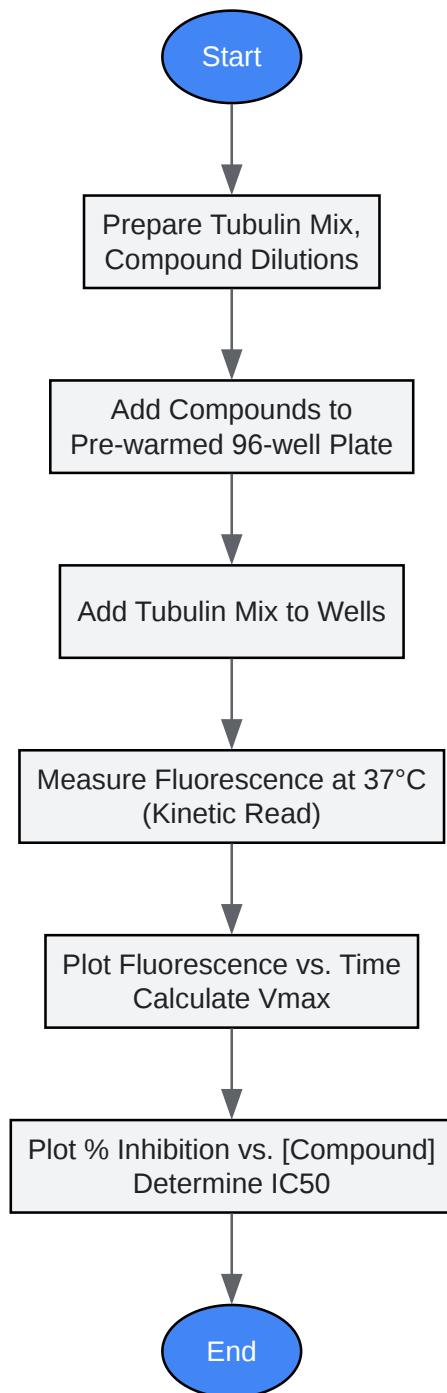 Start
Prepare Tubulin Mix,
Compound Dilutions
Add Compounds to
Pre-warmed 96-well Plate
Add Tubulin Mix to Wells
Measure Fluorescence at 37°C
(Kinetic Read)
Plot Fluorescence vs. Time
Calculate Vmax
Plot % Inhibition vs. [Compound]
Determine IC50
End